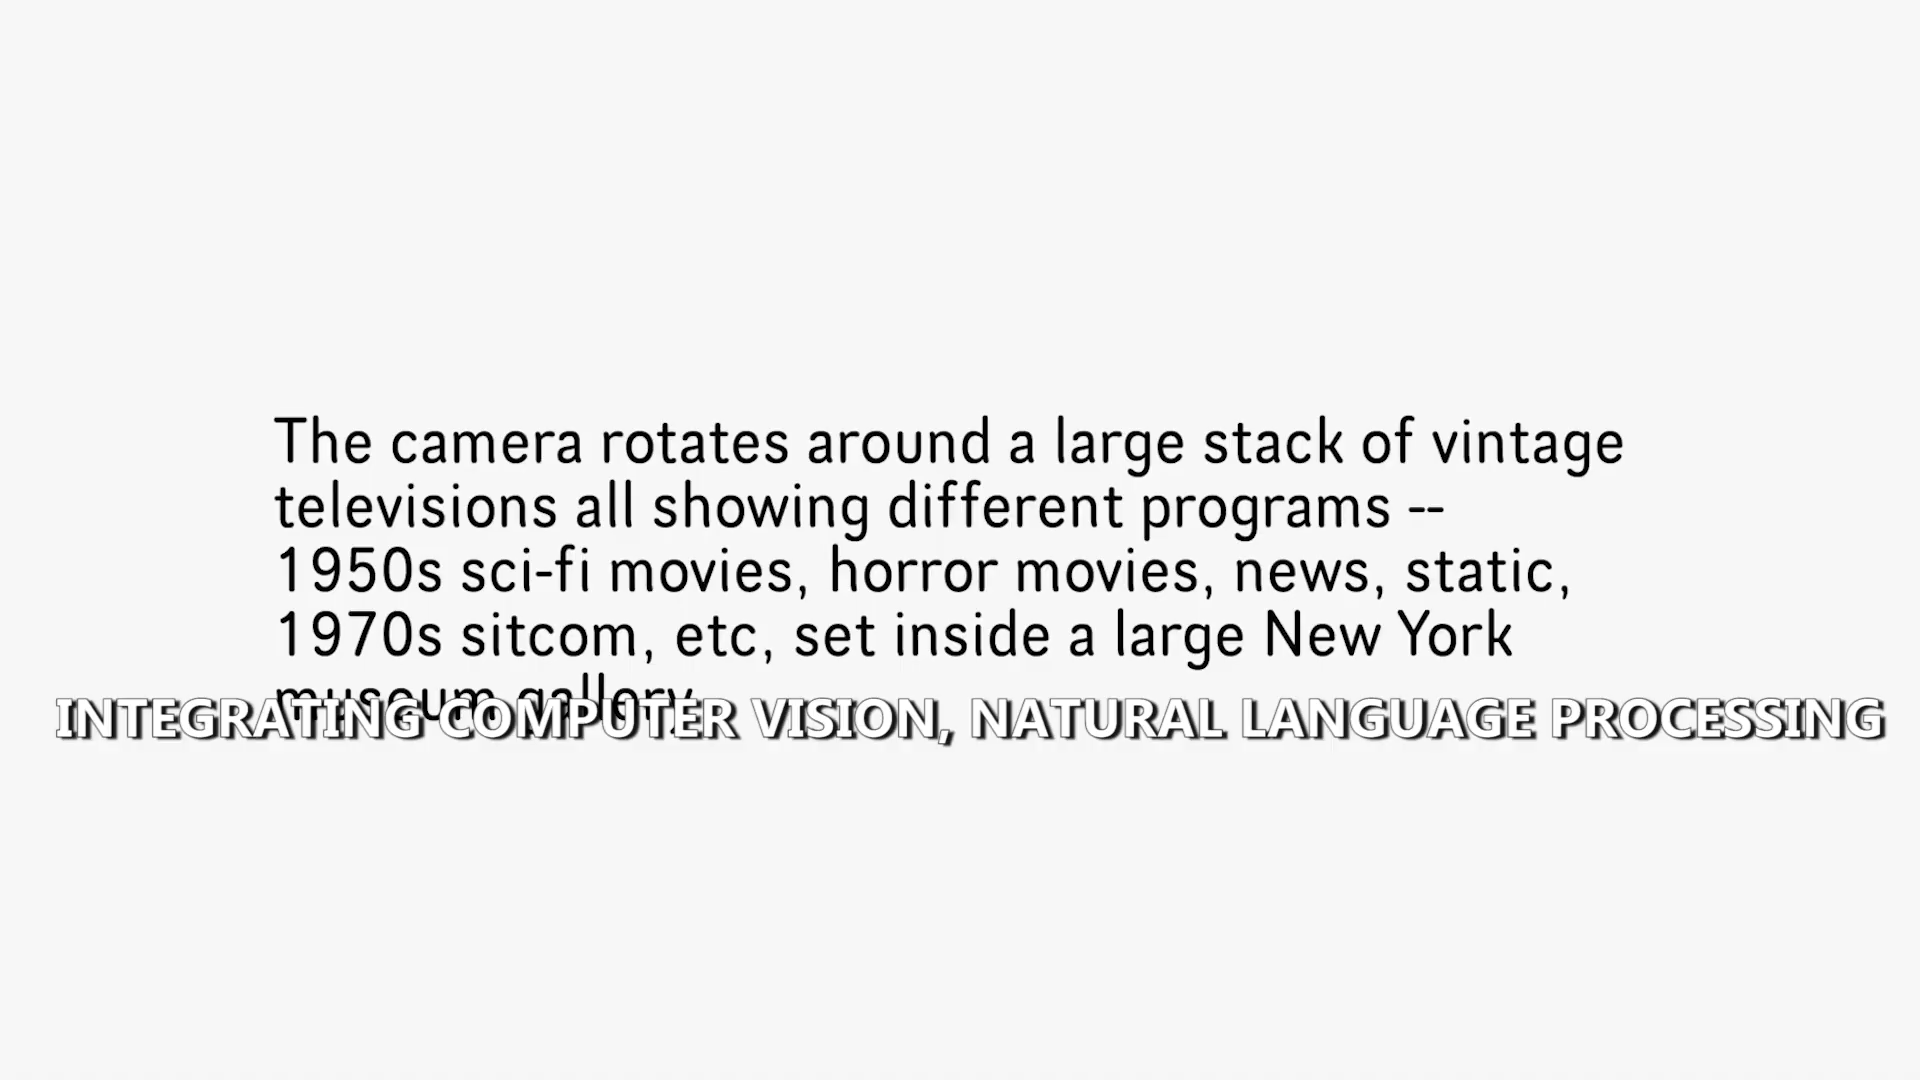 The camera rotates around a large stack of vintage
televisions all showing different programs --
1950s sci-fi movies, horror movies, news, static,
1970s sitcom, etc, set inside a large New York
museum gallery.
INTEGRATING COMPUTER VISION, NATURAL LANGUAGE PROCESSING